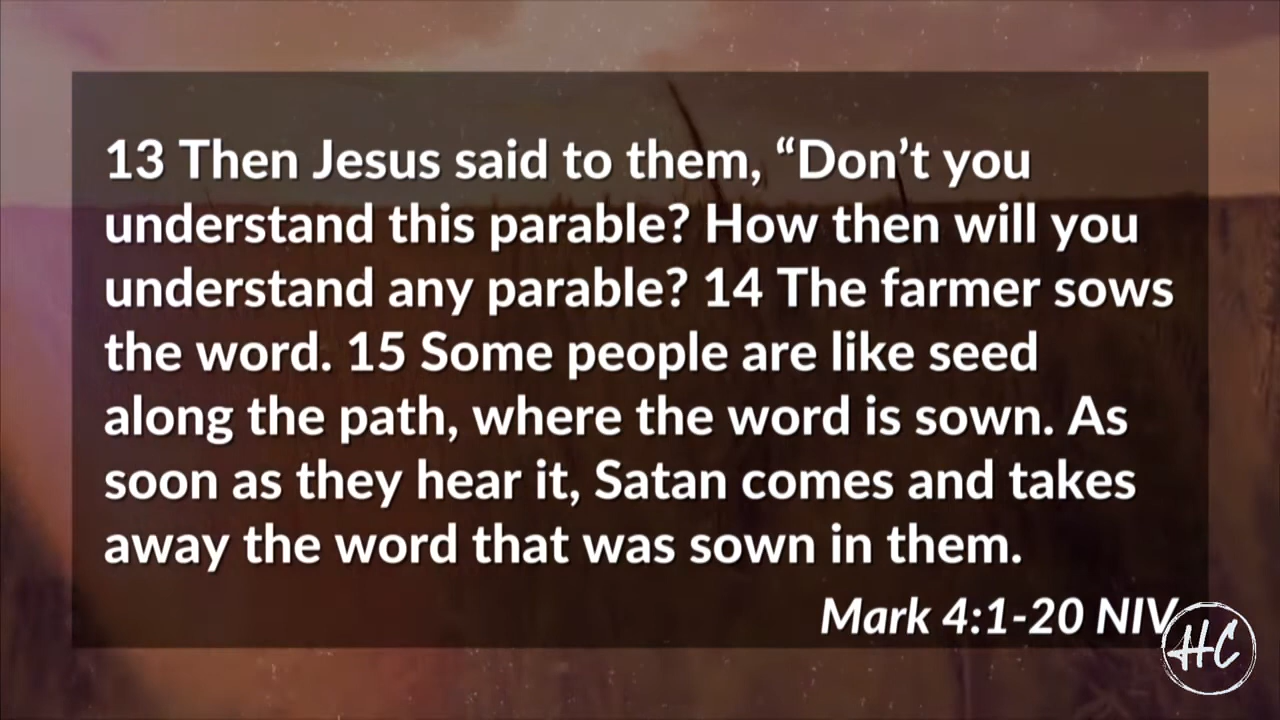 13 Then Jesus said to them, “Don’t you
understand this parable? How then will you
understand any parable? 14 The farmer sows
the word. 15 Some people are like seed
along the path, where the word is sown. As
soon as they hear it, Satan comes and takes
away the word that was sown in them.
Mark 4:1-20 NIV
HC